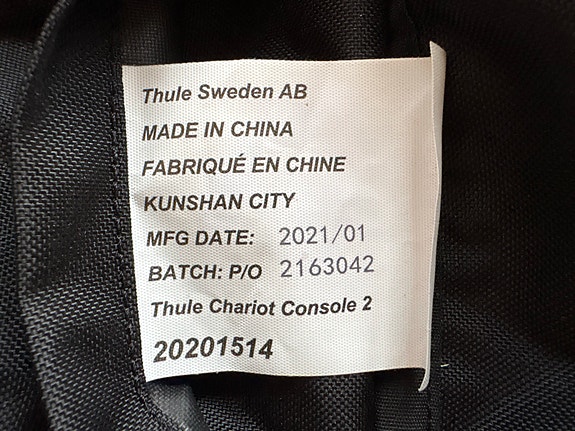 Thule Sweden AB
MADE IN CHINA
FABRIQUÉ EN CHINE
KUNSHAN CITY
MFG DATE: 2021/01
BATCH: P/O 2163042
Thule Chariot Console 2
20201514